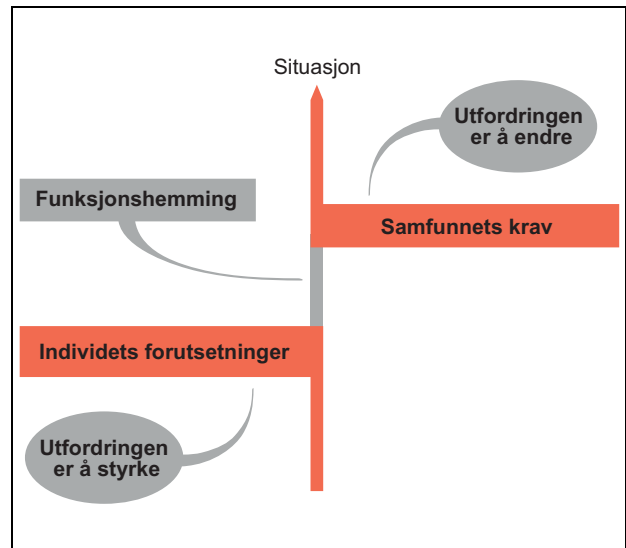 Situasjon
Utfordringen
er å endre
Funksjonshemming
Samfunnets krav
Individets forutsetninger
Utfordringen
er å styrke